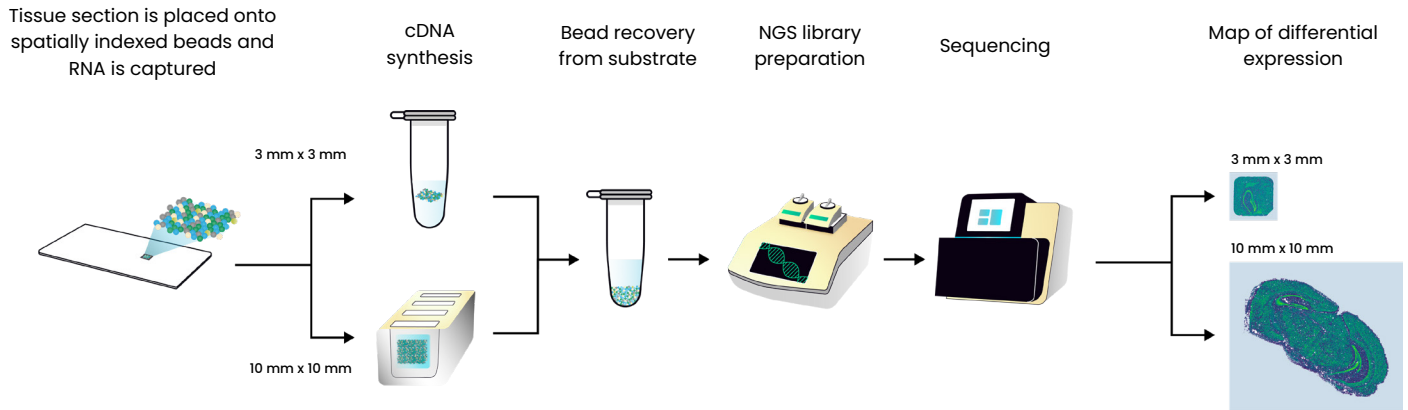 Tissue section is placed onto
spatially indexed beads and
RNA is captured
cDNA
synthesis
Bead recovery
from substrate
NGS library
preparation
Sequencing
Map of differential
expression
3 mm x 3 mm
10 mm x 10 mm
3 mm x 3 mm
10 mm x 10 mm